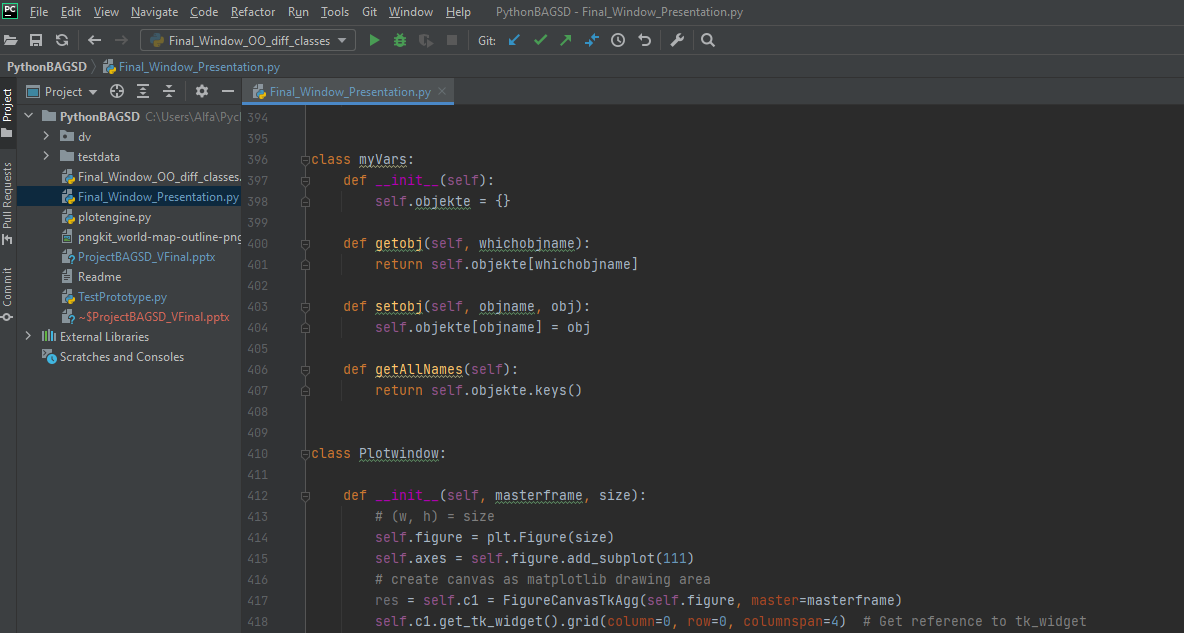 PC File Edit View Navigate Code Refactor Run Tools Git Window Help PythonBAGSD - Final_Window_Presentation.py
Final_Window_OO_diff_classes Git:
PythonBAGSD Final_Window_Presentation.py
Project
Project
Final_Window_Presentation.py
Pull Requests
Commit
PythonBAGSD C:\Users\Alfa\Pycl
dv
testdata
Final_Window_OO_diff_classes.
Final_Window_Presentation.py
plotengine.py
pngkit_world-map-outline-png
ProjectBAGSD_VFinal.pptx
Readme
TestPrototype.py
~$ProjectBAGSD_VFinal.pptx
External Libraries
Scratches and Consoles
394
395
396 class myVars:
397     def __init__(self):
398         self.objekte = {}
399
400     def getobj(self, whichobjname):
401         return self.objekte[whichobjname]
402
403     def setobj(self, objname, obj):
404         self.objekte[objname] = obj
405
406     def getAllNames(self):
407         return self.objekte.keys()
408
409
410 class Plotwindow:
411
412     def __init__(self, masterframe, size):
413         # (w, h) = size
414         self.figure = plt.Figure(size)
415         self.axes = self.figure.add_subplot(111)
416         # create canvas as matplotlib drawing area
417         res = self.c1 = FigureCanvasTkAgg(self.figure, master=masterframe)
418         self.c1.get_tk_widget().grid(column=0, row=0, columnspan=4)  # Get reference to tk_widget